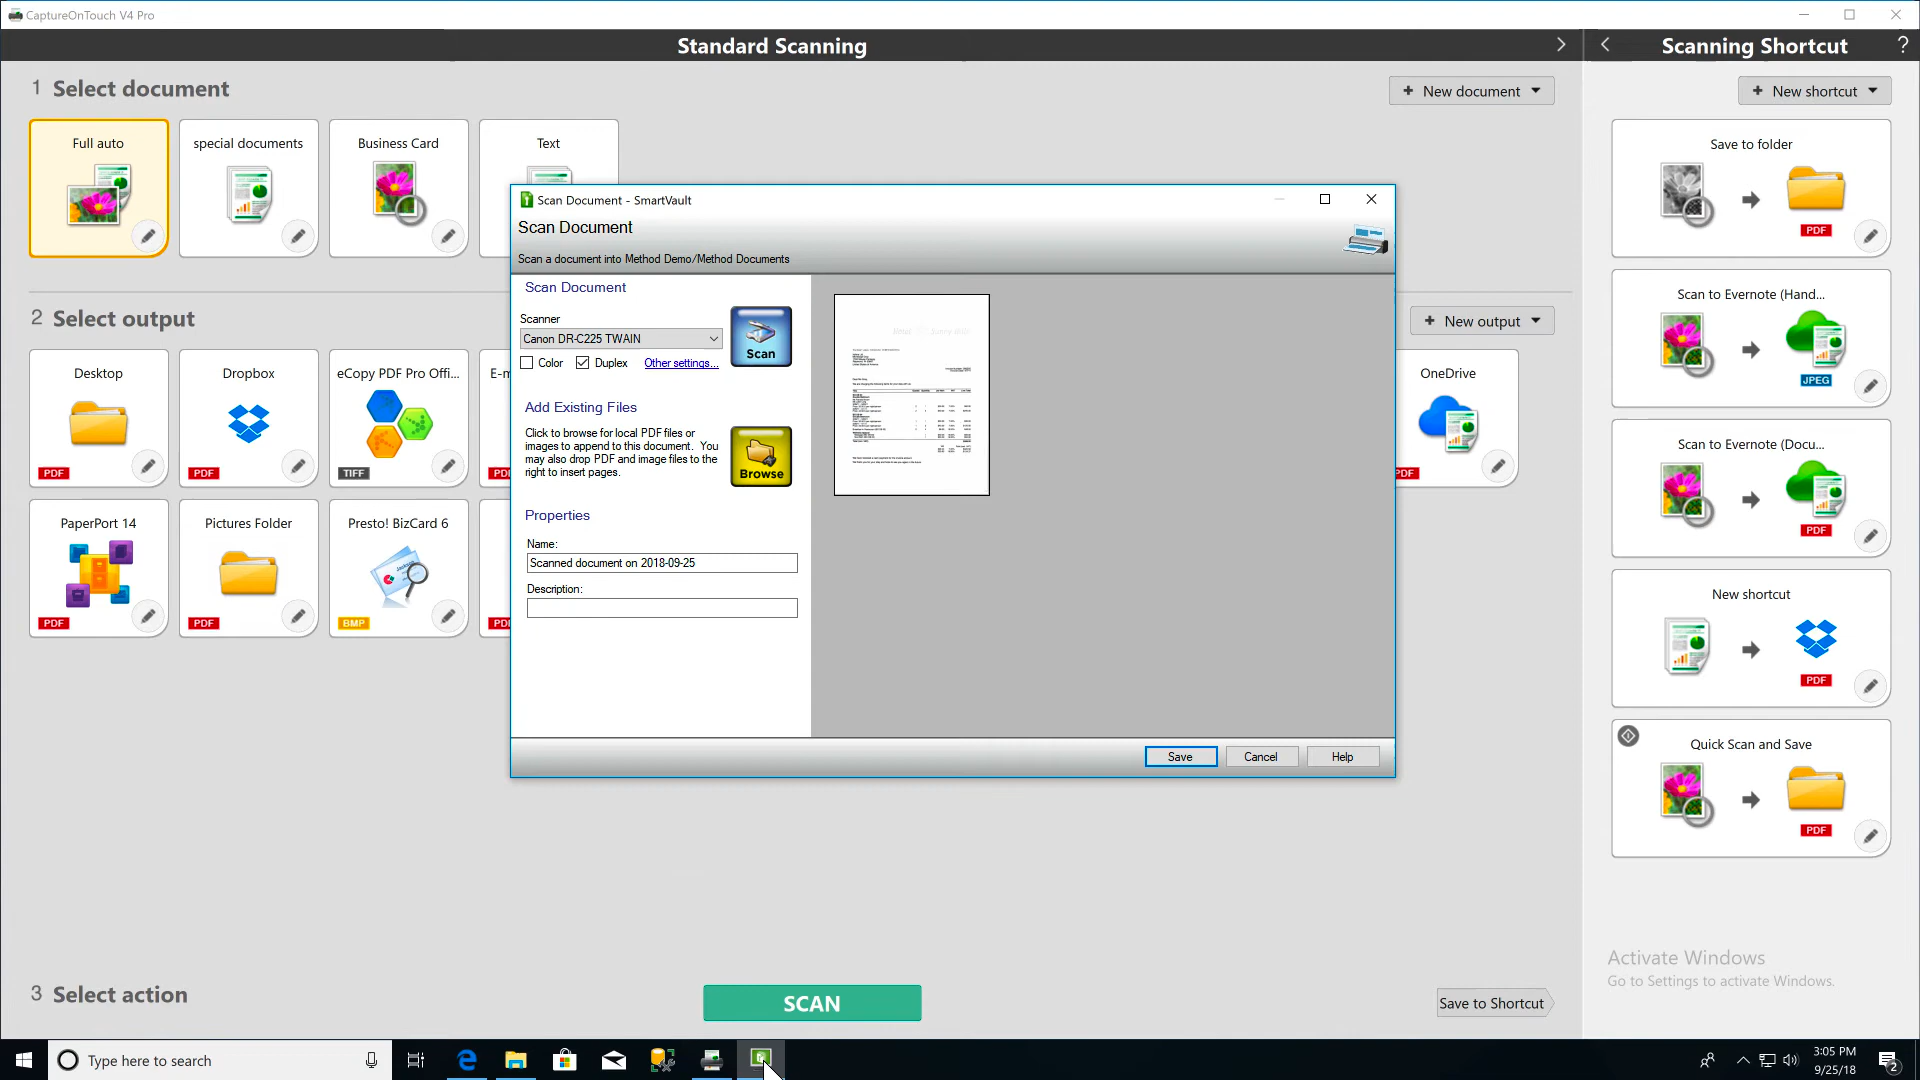 CaptureOnTouch V4 Pro
Standard Scanning
Scanning Shortcut
?
1 Select document
+ New document
+ New shortcut
Full auto
special documents
Business Card
Text
Save to folder
PDF
Scan Document - SmartVault
Scan Document
Scan a document into Method Demo/Method Documents
Scan Document
Scanner
Canon DR-C225 TWAIN
Color
Duplex
Other settings...
Scan
Add Existing Files
Click to browse for local PDF files or
images to append to this document. You
may also drop PDF and image files to the
right to insert pages.
Browse
Properties
Name:
Scanned document on 2018-09-25
Description:
Save
Cancel
Help
2 Select output
+ New output
Desktop
PDF
Dropbox
PDF
eCopy PDF Pro Offi...
TIFF
E-m
PD
OneDrive
PDF
PaperPort 14
PDF
Pictures Folder
PDF
Presto! BizCard 6
BMP
PD
Scan to Evernote (Hand...
JPEG
Scan to Evernote (Docu...
PDF
New shortcut
PDF
Quick Scan and Save
PDF
Activate Windows
Go to Settings to activate Windows.
3 Select action
SCAN
Save to Shortcut
Type here to search
3:05 PM
9/25/18
2